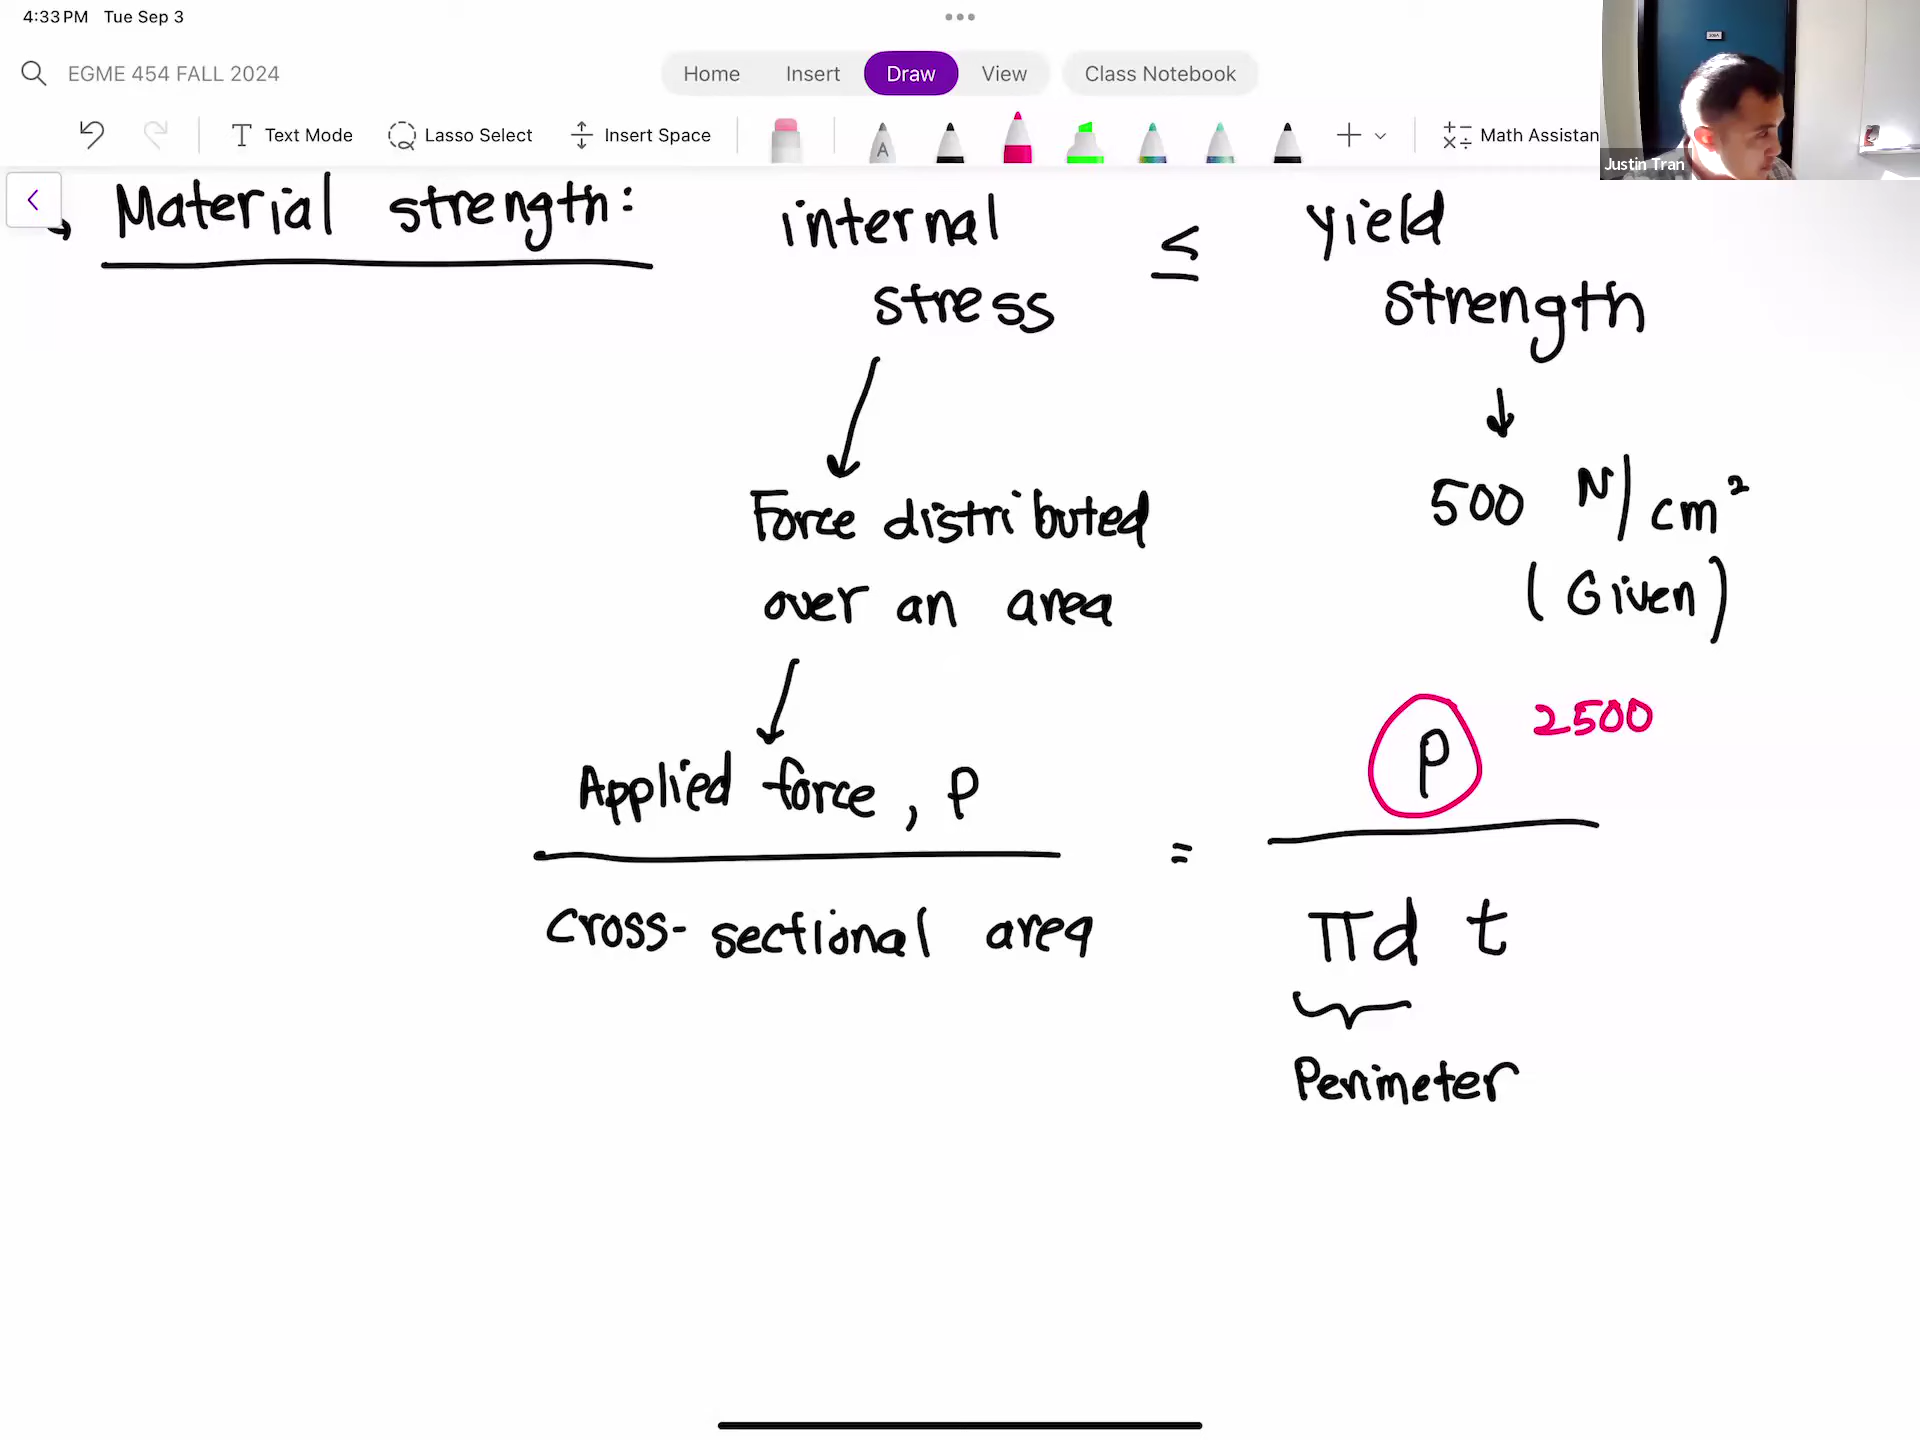 4:33 PM Tue Sep 3
EGME 454 FALL 2024
Home Insert Draw View Class Notebook
Text Mode Lasso Select Insert Space A Math Assistan
Justin Tran
Material strength: internal stress ≤ yield strength
500 N/cm²
(Given)
Force distributed
over an area
Applied force, P
cross-sectional area
=
P 2500
πd t
Perimeter